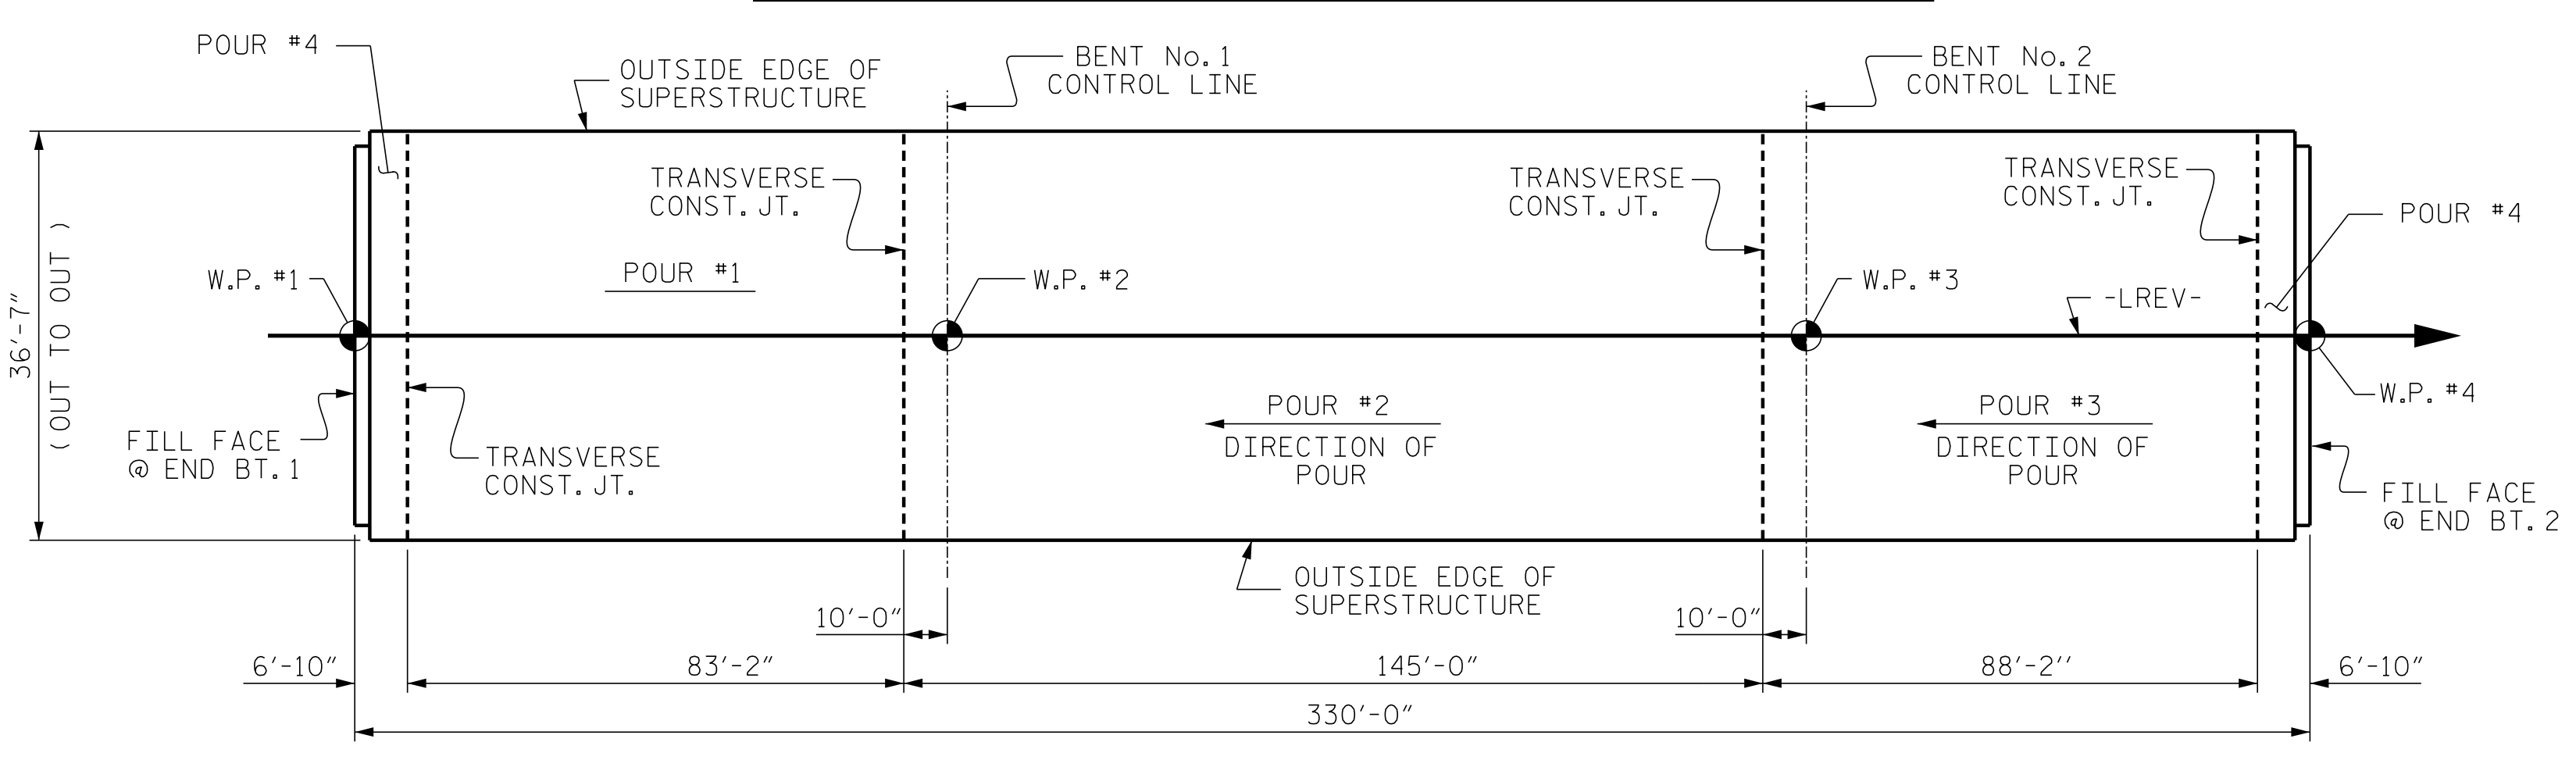 POUR #4
OUTSIDE EDGE OF
SUPERSTRUCTURE
BENT No. 1
CONTROL LINE
BENT No. 2
CONTROL LINE
TRANSVERSE
CONST. JT.
TRANSVERSE
CONST. JT.
TRANSVERSE
CONST. JT.
POUR #4
W.P. #1
POUR #1
W.P. #2
W.P. #3
-LREV-
36'-7"
(OUT TO OUT)
W.P. #4
POUR #2
DIRECTION OF
POUR
POUR #3
DIRECTION OF
POUR
FILL FACE
@ END BT. 1
TRANSVERSE
CONST. JT.
FILL FACE
@ END BT. 2
OUTSIDE EDGE OF
SUPERSTRUCTURE
10'-0"
10'-0"
6'-10"
83'-2"
145'-0"
88'-2''
6'-10"
330'-0"